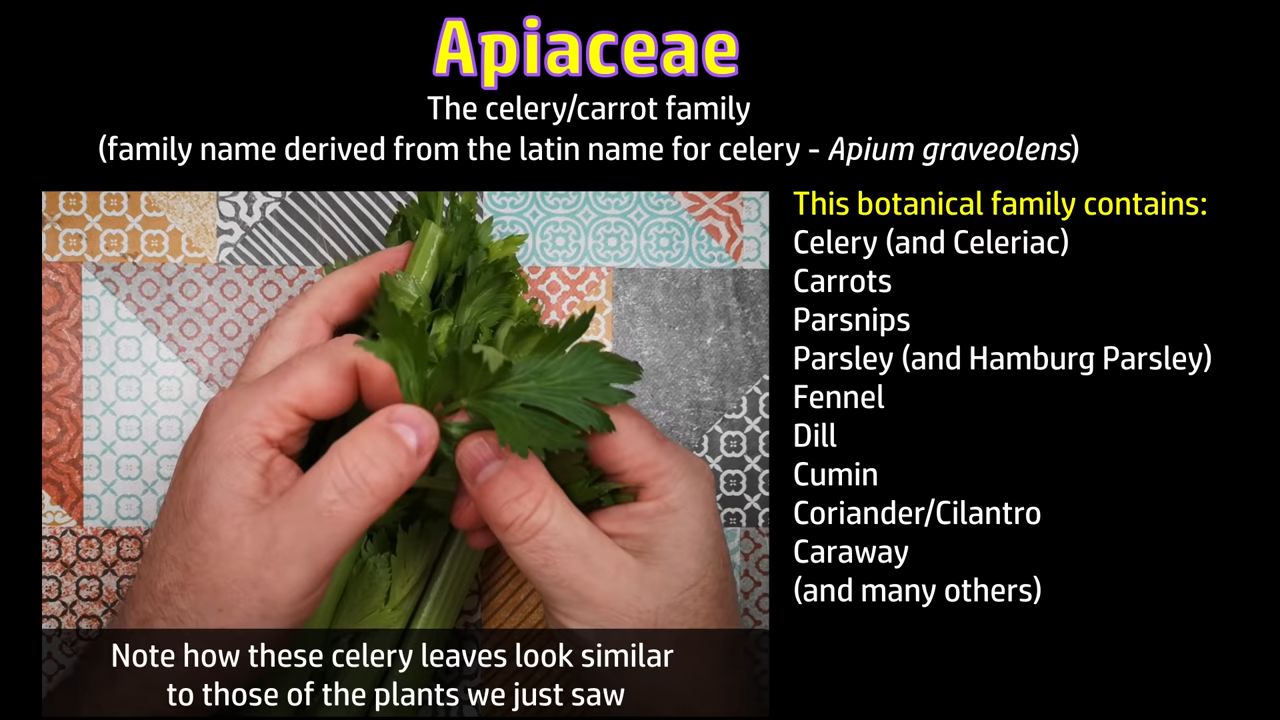 Apiaceae
The celery/carrot family
(family name derived from the latin name for celery - Apium graveolens)
This botanical family contains:
Celery (and Celeriac)
Carrots
Parsnips
Parsley (and Hamburg Parsley)
Fennel
Dill
Cumin
Coriander/Cilantro
Caraway
(and many others)
Note how these celery leaves look similar
to those of the plants we just saw